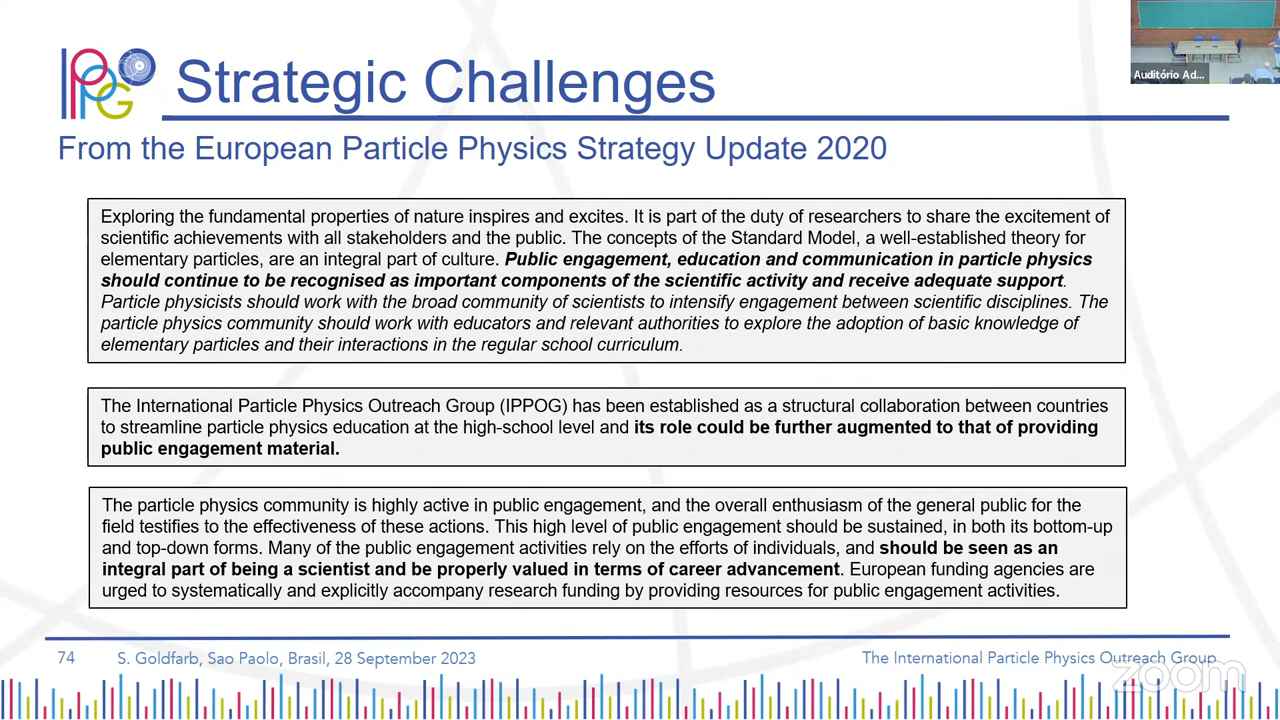 Auditório Ad...
IPPOG
Strategic Challenges
From the European Particle Physics Strategy Update 2020
Exploring the fundamental properties of nature inspires and excites. It is part of the duty of researchers to share the excitement of
scientific achievements with all stakeholders and the public. The concepts of the Standard Model, a well-established theory for
elementary particles, are an integral part of culture. Public engagement, education and communication in particle physics
should continue to be recognised as important components of the scientific activity and receive adequate support.
Particle physicists should work with the broad community of scientists to intensify engagement between scientific disciplines. The
particle physics community should work with educators and relevant authorities to explore the adoption of basic knowledge of
elementary particles and their interactions in the regular school curriculum.
The International Particle Physics Outreach Group (IPPOG) has been established as a structural collaboration between countries
to streamline particle physics education at the high-school level and its role could be further augmented to that of providing
public engagement material.
The particle physics community is highly active in public engagement, and the overall enthusiasm of the general public for the
field testifies to the effectiveness of these actions. This high level of public engagement should be sustained, in both its bottom-up
and top-down forms. Many of the public engagement activities rely on the efforts of individuals, and should be seen as an
integral part of being a scientist and be properly valued in terms of career advancement. European funding agencies are
urged to systematically and explicitly accompany research funding by providing resources for public engagement activities.
74 S. Goldfarb, Sao Paolo, Brasil, 28 September 2023 The International Particle Physics Outreach Group
zoom